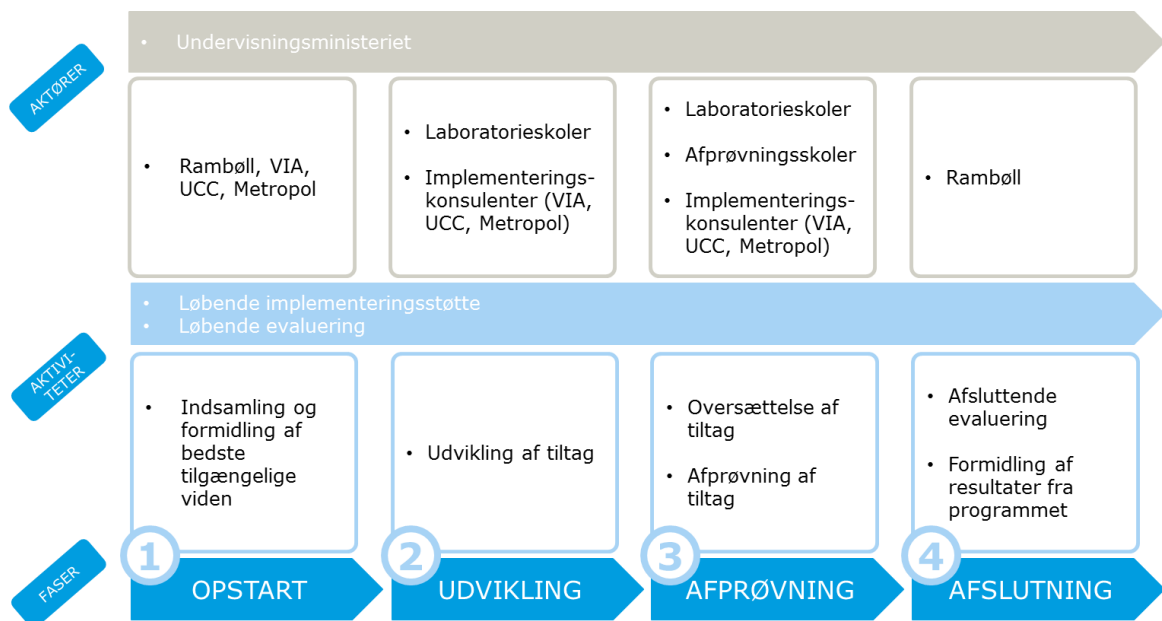 • Undervisningsministeriet
AKTØRER
• Rambøll, VIA,
UCC, Metropol
• Laboratorieskoler
• Implementerings-
konsulenter (VIA,
UCC, Metropol)
• Laboratorieskoler
• Afprøvningsskoler
• Implementerings-
konsulenter (VIA,
UCC, Metropol)
• Rambøll
• Løbende implementeringsstøtte
• Løbende evaluering
AKTIVI-
TETER
• Indsamling og
formidling af
bedste
tilgængelige
viden
• Udvikling af tiltag
• Oversættelse af
tiltag
• Afprøvning af
tiltag
• Afsluttende
evaluering
• Formidling af
resultater fra
programmet
FASER
1
OPSTART
2
UDVIKLING
3
AFPRØVNING
4
AFSLUTNING